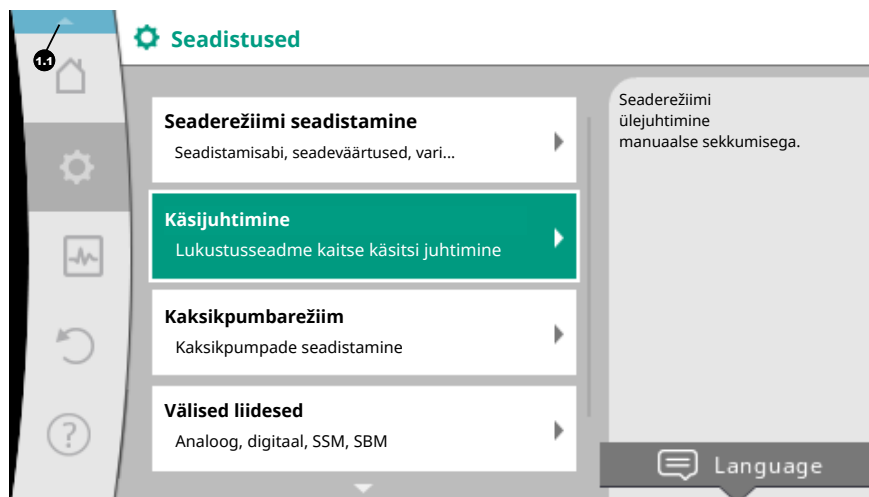 Seadistused
1.1
Seaderežiimi seadistamine
Seadistamisabi, seadeväärtused, vari...
Käsijuhtimine
Lukustusseadme kaitse käsitsi juhtimine
Kaksikpumbarežiim
Kaksikpumpade seadistamine
Välised liidesed
Analoog, digitaal, SSM, SBM
Seaderežiimi
ülejuhtimine
manuaalse sekkumisega.
?
Language